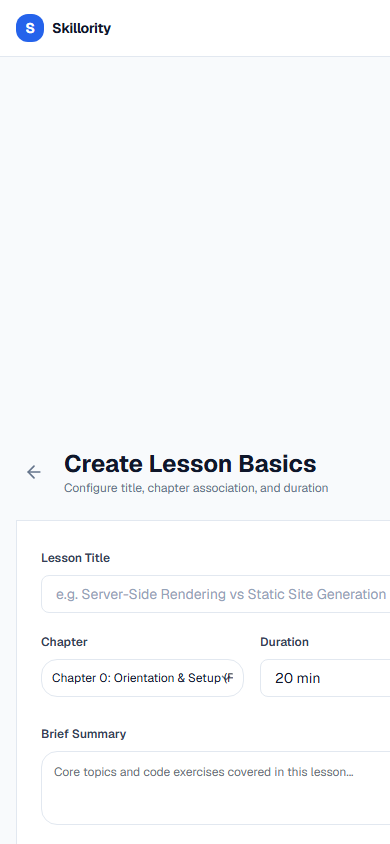 S Skillority
Create Lesson Basics
Configure title, chapter association, and duration
Lesson Title
e.g. Server-Side Rendering vs Static Site Generation
Chapter Duration
Chapter 0: Orientation & Setup 20 min
Brief Summary
Core topics and code exercises covered in this lesson...